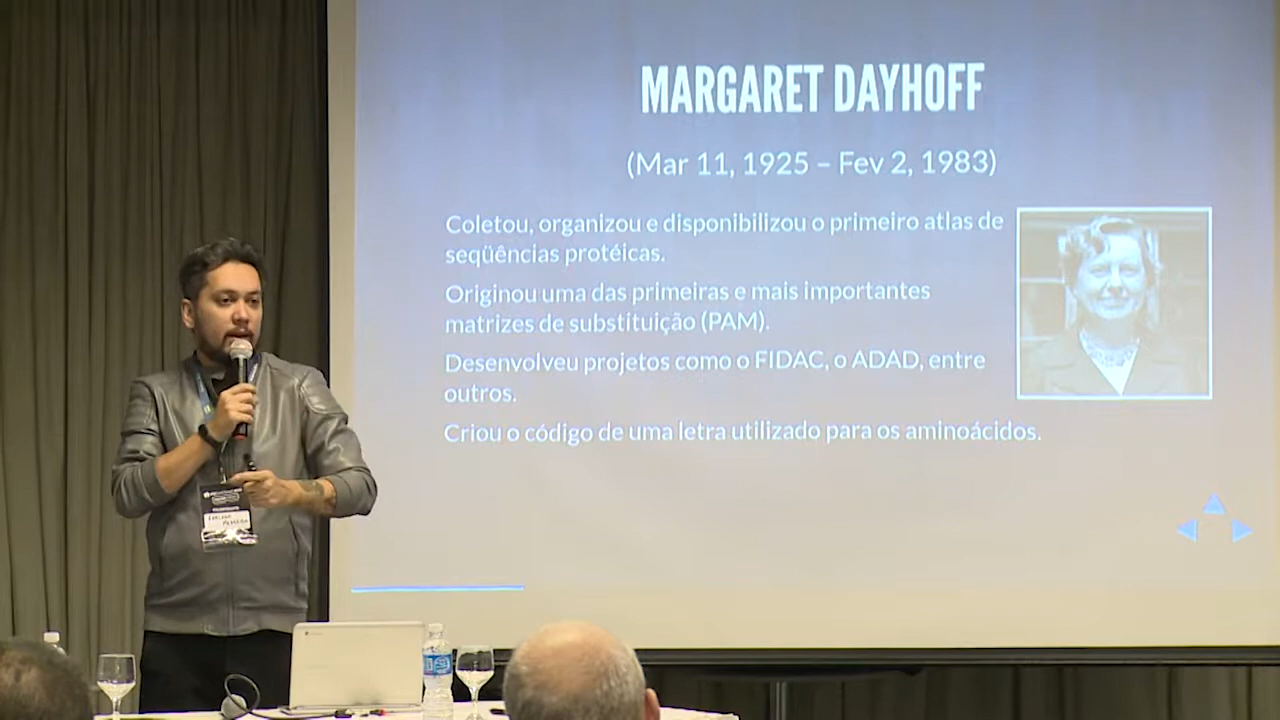 MARGARET DAYHOFF
(Mar 11, 1925 – Fev 2, 1983)
Coletou, organizou e disponibilizou o primeiro atlas de
seqüências protéicas.
Originou uma das primeiras e mais importantes
matrizes de substituição (PAM).
Desenvolveu projetos como o FIDAC, o ADAD, entre
outros.
Criou o código de uma letra utilizado para os aminoácidos.